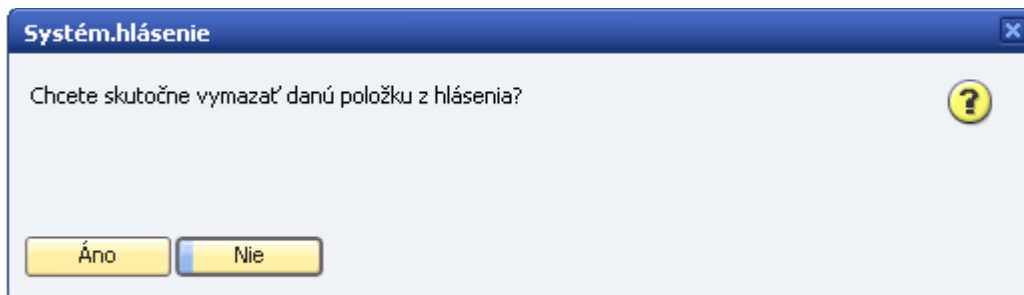 Systém.hlásenie
Chcete skutočne vymazať danú položku z hlásenia?
?
Áno
Nie